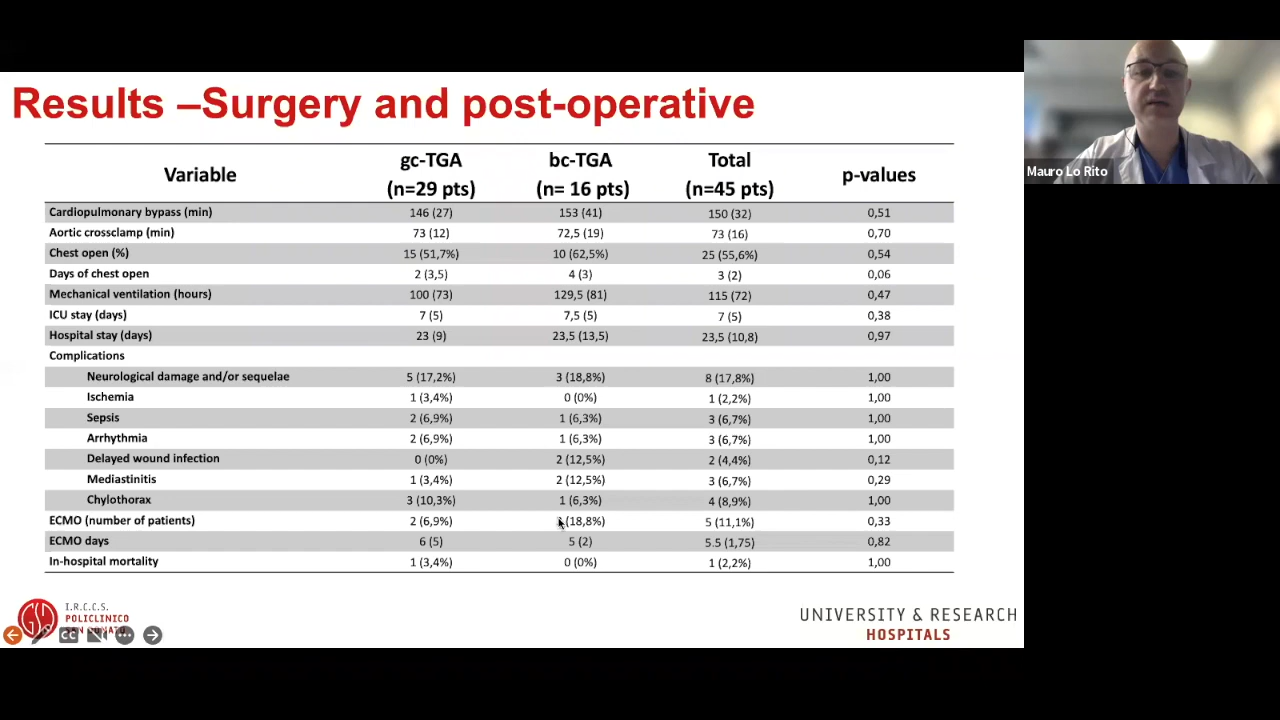 Results –Surgery and post-operative
Mauro Lo Rito
Variable gc-TGA (n=29 pts) bc-TGA (n= 16 pts) Total (n=45 pts) p-values
Cardiopulmonary bypass (min) 146 (27) 153 (41) 150 (32) 0,51
Aortic crossclamp (min) 73 (12) 72,5 (19) 73 (16) 0,70
Chest open (%) 15 (51,7%) 10 (62,5%) 25 (55,6%) 0,54
Days of chest open 2 (3,5) 4 (3) 3 (2) 0,06
Mechanical ventilation (hours) 100 (73) 129,5 (81) 115 (72) 0,47
ICU stay (days) 7 (5) 7,5 (5) 7 (5) 0,38
Hospital stay (days) 23 (9) 23,5 (13,5) 23,5 (10,8) 0,97
Complications
Neurological damage and/or sequelae 5 (17,2%) 3 (18,8%) 8 (17,8%) 1,00
Ischemia 1 (3,4%) 0 (0%) 1 (2,2%) 1,00
Sepsis 2 (6,9%) 1 (6,3%) 3 (6,7%) 1,00
Arrhythmia 2 (6,9%) 1 (6,3%) 3 (6,7%) 1,00
Delayed wound infection 0 (0%) 2 (12,5%) 2 (4,4%) 0,12
Mediastinitis 1 (3,4%) 2 (12,5%) 3 (6,7%) 0,29
Chylothorax 3 (10,3%) 1 (6,3%) 4 (8,9%) 1,00
ECMO (number of patients) 2 (6,9%) (18,8%) 5 (11,1%) 0,33
ECMO days 6 (5) 5 (2) 5.5 (1,75) 0,82
In-hospital mortality 1 (3,4%) 0 (0%) 1 (2,2%) 1,00
I.R.C.C.S.
POLICLINICO
UNIVERSITY & RESEARCH
HOSPITALS
CC